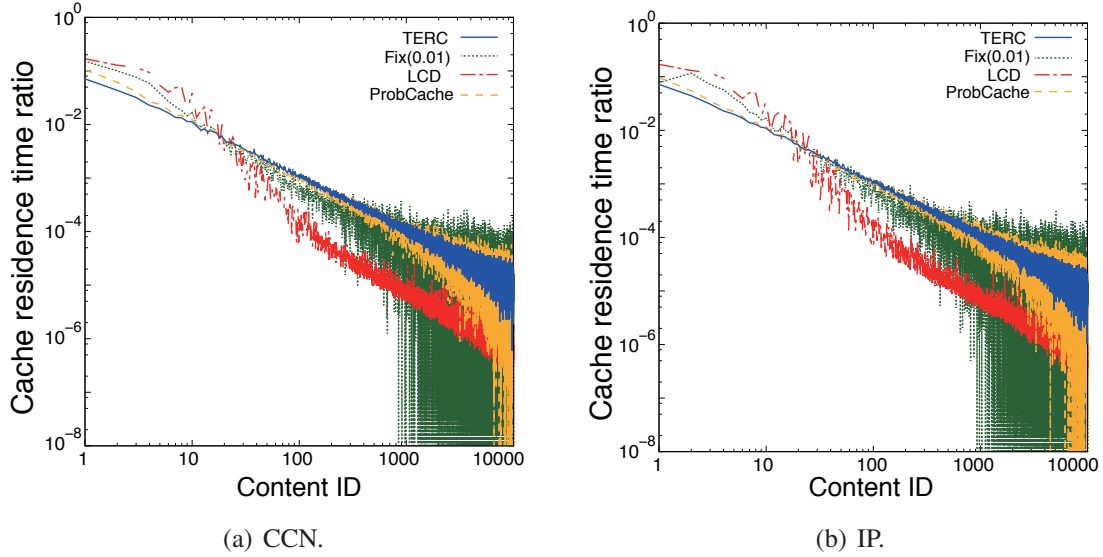 Cache residence time ratio
10^0
10^-2
10^-4
10^-6
10^-8
TERC
Fix(0.01)
LCD
ProbCache
1 10 100 1000 10000
Content ID
(a) CCN.
Cache residence time ratio
10^0
10^-2
10^-4
10^-6
10^-8
TERC
Fix(0.01)
LCD
ProbCache
1 10 100 1000 10000
Content ID
(b) IP.